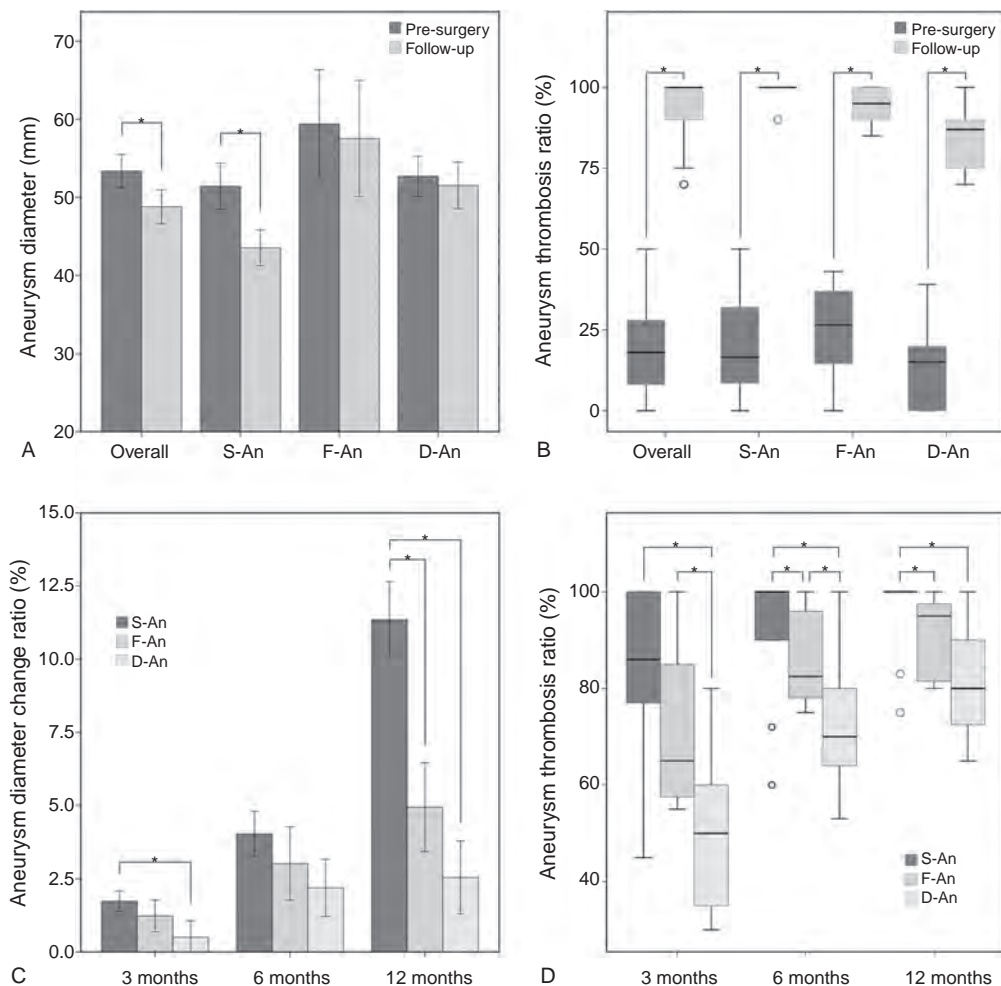 Pre-surgery
Follow-up
Aneurysm diameter (mm)
70
60
50
40
30
20
*
*
A
Overall
S-An
F-An
D-An
Pre-surgery
Follow-up
Aneurysm thrombosis ratio (%)
100
75
50
25
0
*
*
*
*
B
Overall
S-An
F-An
D-An
Aneurysm diameter change ratio (%)
15.0
12.5
10.0
5.0
2.5
0.0
S-An
F-An
D-An
*
*
*
C
3 months
6 months
12 months
Aneurysm thrombosis ratio (%)
100
80
60
40
*
*
*
*
*
*
*
S-An
F-An
D-An
D
3 months
6 months
12 months